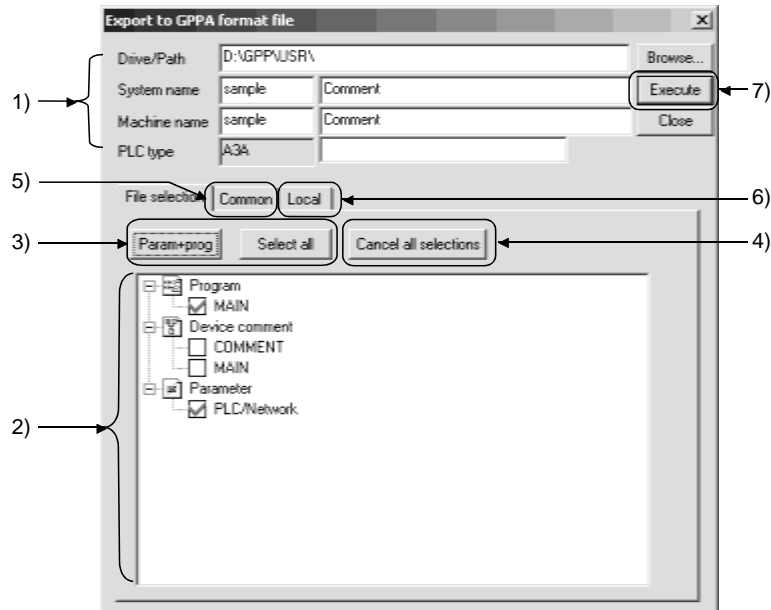 Export to GPPA format file
Drive/Path D:\GPP\USR\ Browse...
1) System name sample Comment Execute 7)
Machine name sample Comment Close
PLC type A3A
5) File selection Common Local 6)
3) Param+prog Select all Cancel all selections 4)
Program
MAIN
Device comment
COMMENT
MAIN
Parameter
PLC/Network
2)